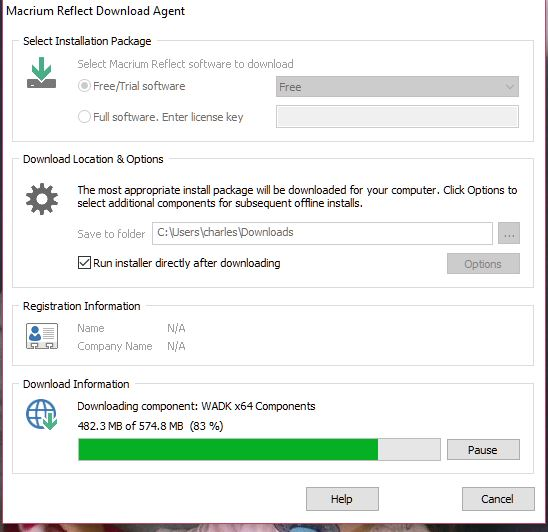 Macrium Reflect Download Agent
Select Installation Package
Select Macrium Reflect software to download
Free/Trial software
Free
Full software. Enter license key
Download Location & Options
The most appropriate install package will be downloaded for your computer. Click Options to
select additional components for subsequent offline installs.
Save to folder
C:\Users\charles\Downloads
...
Run installer directly after downloading
Options
Registration Information
Name N/A
Company Name N/A
Download Information
Downloading component: WADK x64 Components
482.3 MB of 574.8 MB (83 %)
Pause
Help
Cancel